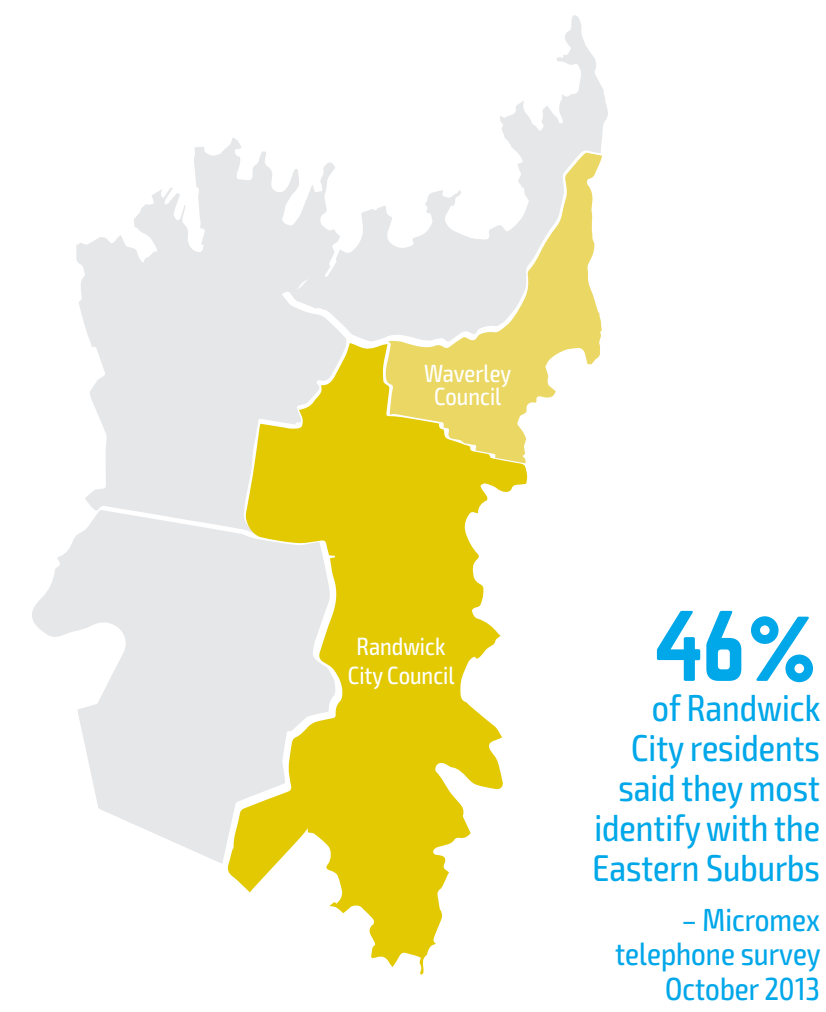 Waverley
Council
Randwick
City Council
46%
of Randwick
City residents
said they most
identify with the
Eastern Suburbs
– Micromex
telephone survey
October 2013